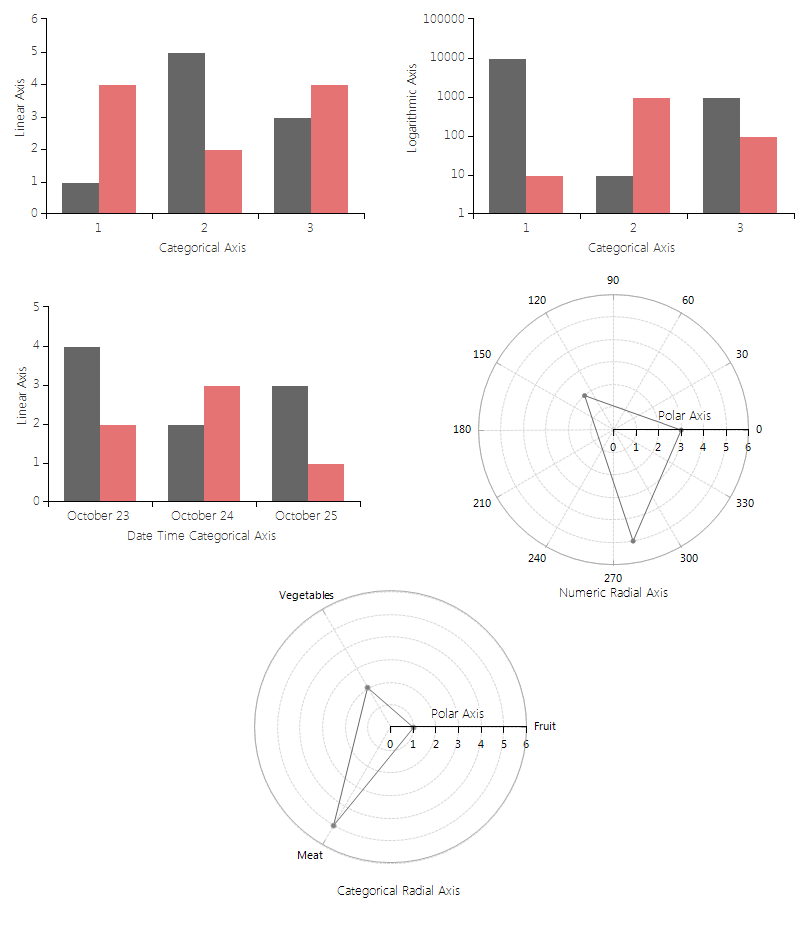 6
5
4
3
2
1
0
Linear Axis
1 2 3
Categorical Axis
100000
10000
1000
100
10
1
Logarithmic Axis
1 2 3
Categorical Axis
5
4
3
2
1
0
Linear Axis
October 23 October 24 October 25
Date Time Categorical Axis
90
120 60
150 30
Polar Axis
180 0
0 1 2 3 4 5 6
210 330
240 300
270
Numeric Radial Axis
Vegetables
Polar Axis
Fruit
0 1 2 3 4 5 6
Meat
Categorical Radial Axis